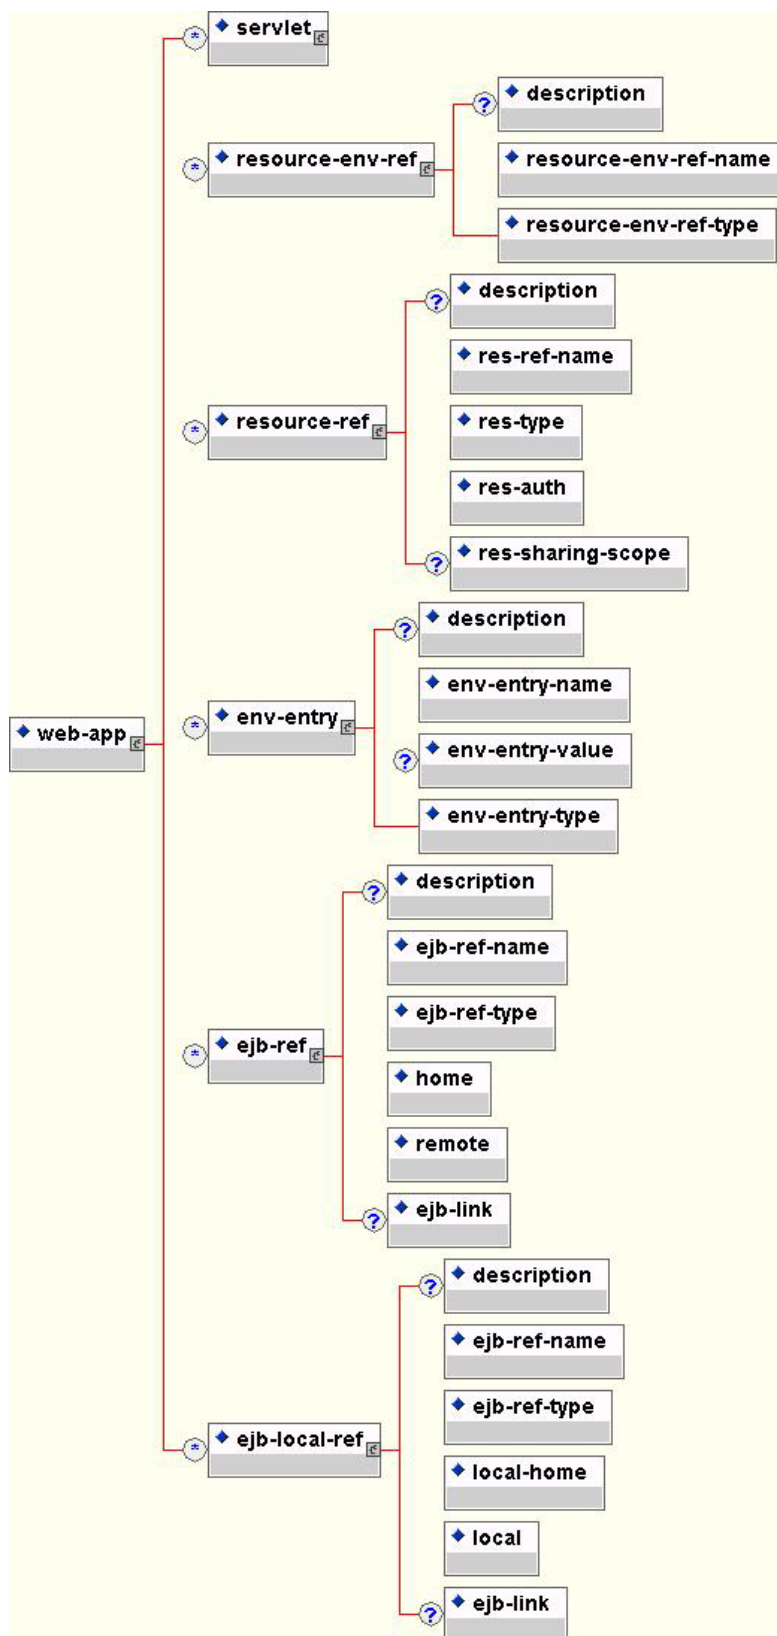 servlet
*
description
?
resource-env-ref
*
resource-env-ref-name
resource-env-ref-type
description
?
res-ref-name
resource-ref
*
res-type
res-auth
res-sharing-scope
?
description
?
env-entry-name
env-entry
*
web-app
env-entry-value
?
env-entry-type
description
?
ejb-ref-name
ejb-ref-type
ejb-ref
*
home
remote
ejb-link
?
description
?
ejb-ref-name
ejb-ref-type
ejb-local-ref
*
local-home
local
ejb-link
?